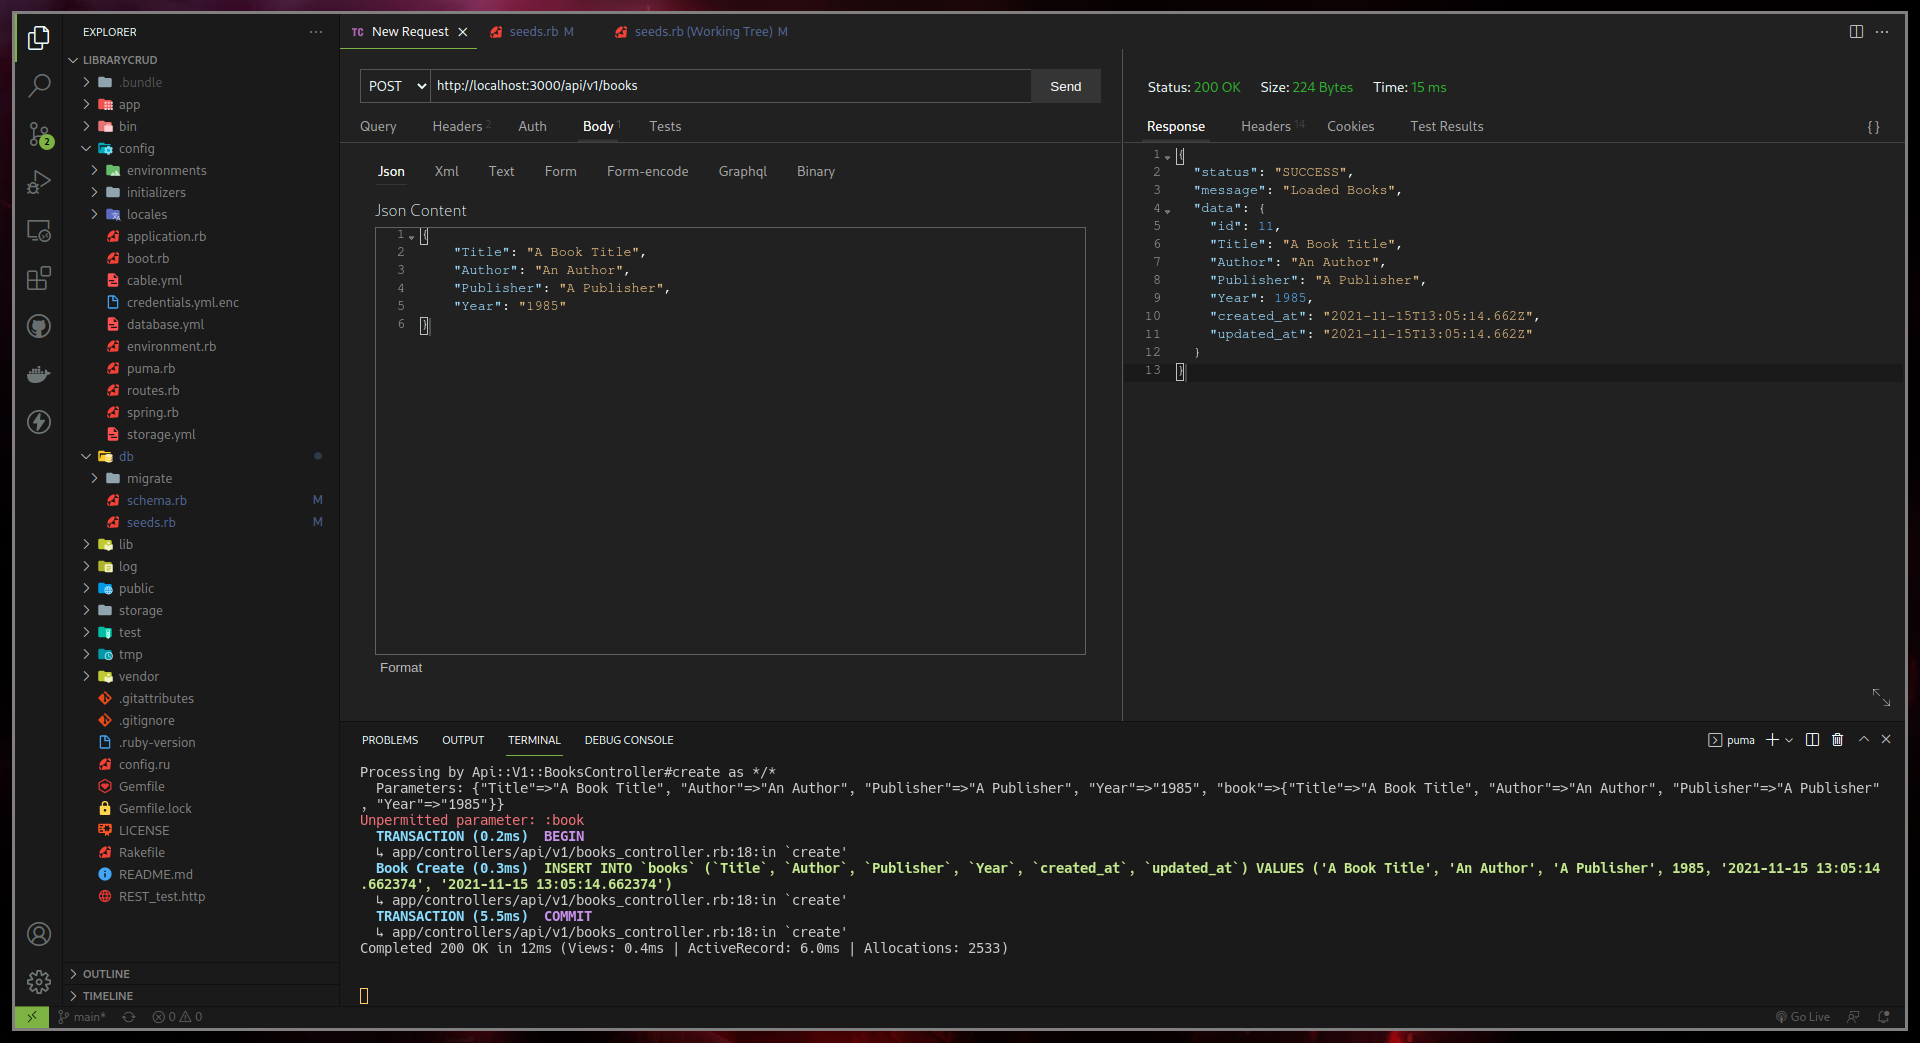 EXPLORER
LIBRARYCRUD
.bundle
app
bin
config
environments
initializers
locales
application.rb
boot.rb
cable.yml
credentials.yml.enc
database.yml
environment.rb
puma.rb
routes.rb
spring.rb
storage.yml
db
migrate
schema.rb M
seeds.rb M
lib
log
public
storage
test
tmp
vendor
.gitattributes
.gitignore
.ruby-version
config.ru
Gemfile
Gemfile.lock
LICENSE
Rakefile
README.md
REST_test.http
OUTLINE
TIMELINE
2
TC New Request seeds.rb M seeds.rb (Working Tree) M
POST http://localhost:3000/api/v1/books Send
Query Headers 2 Auth Body 1 Tests
Json Xml Text Form Form-encode Graphql Binary
Json Content
1 {
2 "Title": "A Book Title",
3 "Author": "An Author",
4 "Publisher": "A Publisher",
5 "Year": "1985"
6 }
Format
Status: 200 OK Size: 224 Bytes Time: 15 ms
Response Headers 14 Cookies Test Results { }
1 {
2 "status": "SUCCESS",
3 "message": "Loaded Books",
4 "data": {
5 "id": 11,
6 "Title": "A Book Title",
7 "Author": "An Author",
8 "Publisher": "A Publisher",
9 "Year": 1985,
10 "created_at": "2021-11-15T13:05:14.662Z",
11 "updated_at": "2021-11-15T13:05:14.662Z"
12 }
13 }
PROBLEMS OUTPUT TERMINAL DEBUG CONSOLE puma
Processing by Api::V1::BooksController#create as */*
Parameters: {"Title"=>"A Book Title", "Author"=>"An Author", "Publisher"=>"A Publisher", "Year"=>"1985", "book"=>{"Title"=>"A Book Title", "Author"=>"An Author", "Publisher"=>"A Publisher"
, "Year"=>"1985"}}
Unpermitted parameter: :book
TRANSACTION (0.2ms) BEGIN
↳ app/controllers/api/v1/books_controller.rb:18:in `create'
Book Create (0.3ms) INSERT INTO `books` (`Title`, `Author`, `Publisher`, `Year`, `created_at`, `updated_at`) VALUES ('A Book Title', 'An Author', 'A Publisher', 1985, '2021-11-15 13:05:14
.662374', '2021-11-15 13:05:14.662374')
↳ app/controllers/api/v1/books_controller.rb:18:in `create'
TRANSACTION (5.5ms) COMMIT
↳ app/controllers/api/v1/books_controller.rb:18:in `create'
Completed 200 OK in 12ms (Views: 0.4ms | ActiveRecord: 6.0ms | Allocations: 2533)
main* 0 0 Go Live